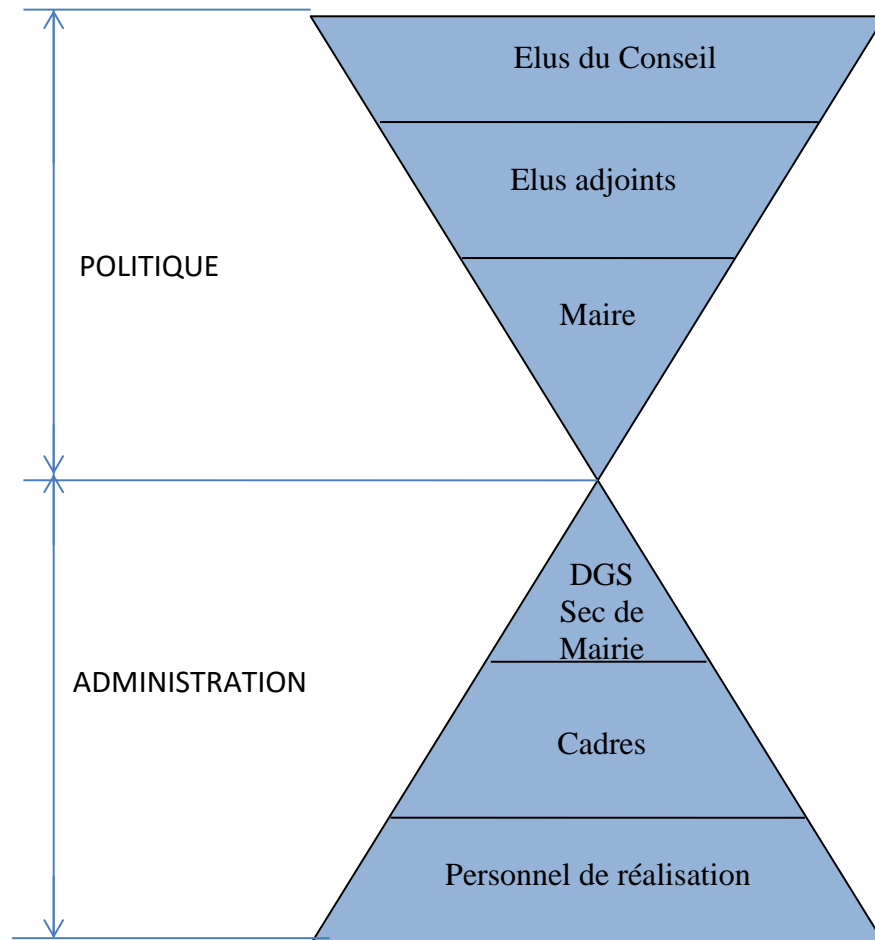 Elus du Conseil
Elus adjoints
POLITIQUE
Maire
DGS
Sec de
Mairie
ADMINISTRATION
Cadres
Personnel de réalisation